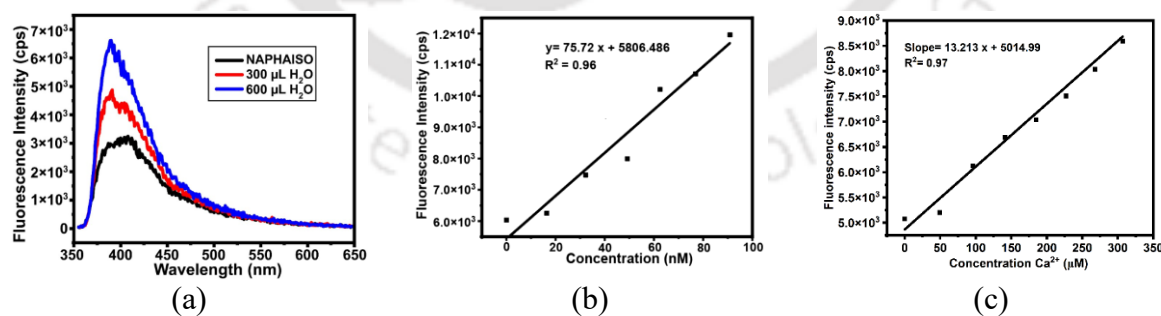 Fluorescence Intensity (cps)
7×10³
6×10³
5×10³
4×10³
3×10³
2×10³
1×10³
0
NAPHAISO
300 µL H₂O
600 µL H₂O
350 400 450 500 550 600 650
Wavelength (nm)
(a)
Fluorescence Intensity (cps)
1.2×10⁴
1.1×10⁴
1.0×10⁴
9.0×10³
8.0×10³
7.0×10³
6.0×10³
y= 75.72 x + 5806.486
R² = 0.96
0 20 40 60 80 100
Concentration (nM)
(b)
Fluorescence Intensity (cps)
9.0×10³
8.5×10³
8.0×10³
7.5×10³
7.0×10³
6.5×10³
6.0×10³
5.5×10³
5.0×10³
Slope= 13.213 x + 5014.99
R²= 0.97
0 50 100 150 200 250 300
Concentration Ca²⁺ (µM)
(c)